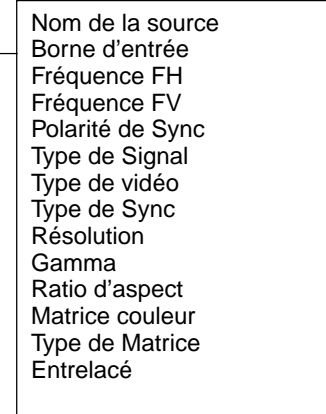 Nom de la source
Borne d'entrée
Fréquence FH
Fréquence FV
Polarité de Sync
Type de Signal
Type de vidéo
Type de Sync
Résolution
Gamma
Ratio d'aspect
Matrice couleur
Type de Matrice
Entrelacé